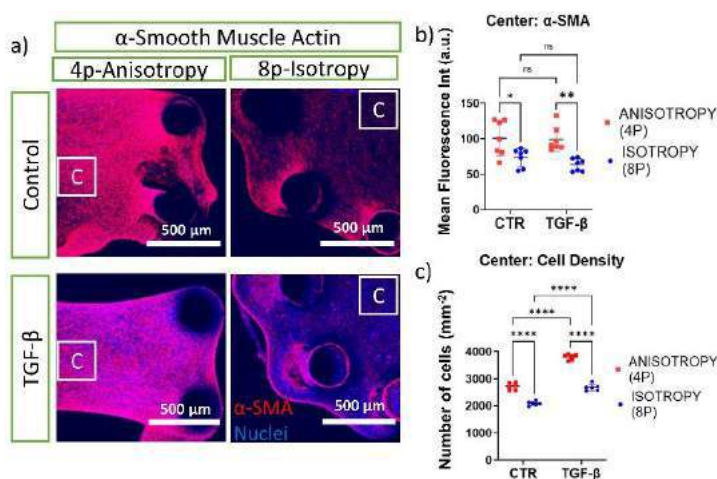 a)
α-Smooth Muscle Actin
4p-Anisotropy
8p-Isotropy
Control
C
500 µm
C
500 µm
TGF-β
C
500 µm
C
α-SMA
Nuclei
500 µm
b)
Center: α-SMA
ns
ns
*
**
Mean Fluorescence Int (a.u.)
150
100
50
0
CTR
TGF-β
ANISOTROPY
(4P)
ISOTROPY
(8P)
c)
Center: Cell Density
****
****
****
****
Number of cells (mm-2)
4000
3000
2000
1000
0
CTR
TGF-β
ANISOTROPY
(4P)
ISOTROPY
(8P)